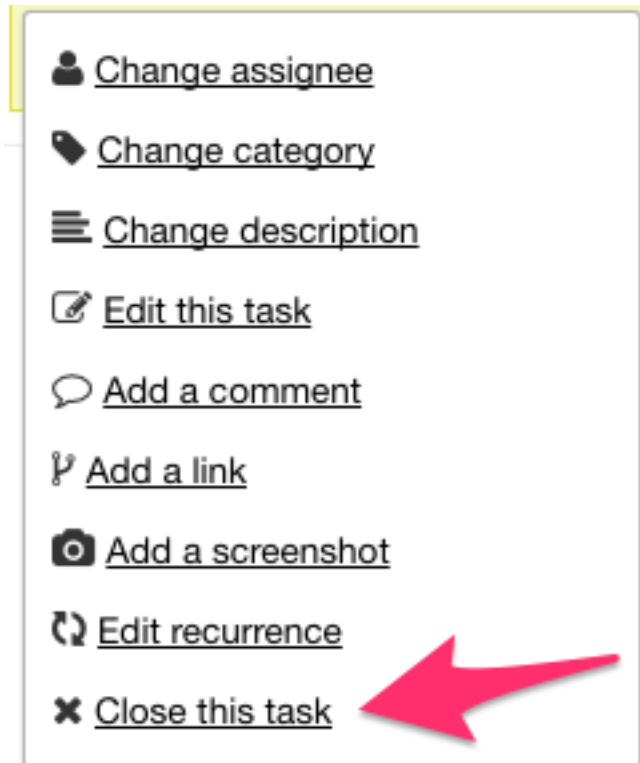 Change assignee
Change category
Change description
Edit this task
Add a comment
Add a link
Add a screenshot
Edit recurrence
Close this task